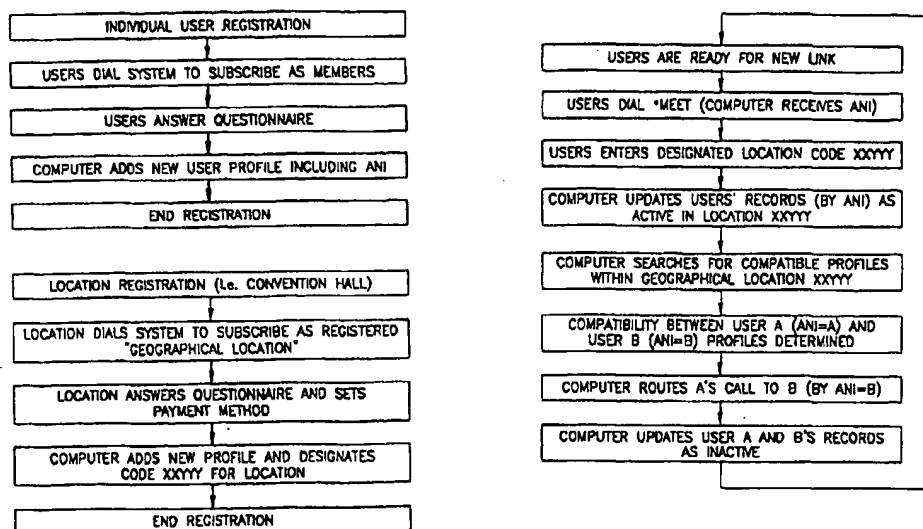 INDIVIDUAL USER REGISTRATION
USERS DIAL SYSTEM TO SUBSCRIBE AS MEMBERS
USERS ANSWER QUESTIONNAIRE
COMPUTER ADDS NEW USER PROFILE INCLUDING ANI
END REGISTRATION
LOCATION REGISTRATION (i.e. CONVENTION HALL)
LOCATION DIALS SYSTEM TO SUBSCRIBE AS REGISTERED
"GEOGRAPHICAL LOCATION"
LOCATION ANSWERS QUESTIONNAIRE AND SETS
PAYMENT METHOD
COMPUTER ADDS NEW PROFILE AND DESIGNATES
CODE XXYYY FOR LOCATION
END REGISTRATION
USERS ARE READY FOR NEW LINK
USERS DIAL *MEET (COMPUTER RECEIVES ANI)
USERS ENTERS DESIGNATED LOCATION CODE XXYYY
COMPUTER UPDATES USERS' RECORDS (BY ANI) AS
ACTIVE IN LOCATION XXYYY
COMPUTER SEARCHES FOR COMPATIBLE PROFILES
WITHIN GEOGRAPHICAL LOCATION XXYYY
COMPATIBILITY BETWEEN USER A (ANI=A) AND
USER B (ANI=B) PROFILES DETERMINED
COMPUTER ROUTES A'S CALL TO B (BY ANI=B)
COMPUTER UPDATES USER A AND B'S RECORDS
AS INACTIVE